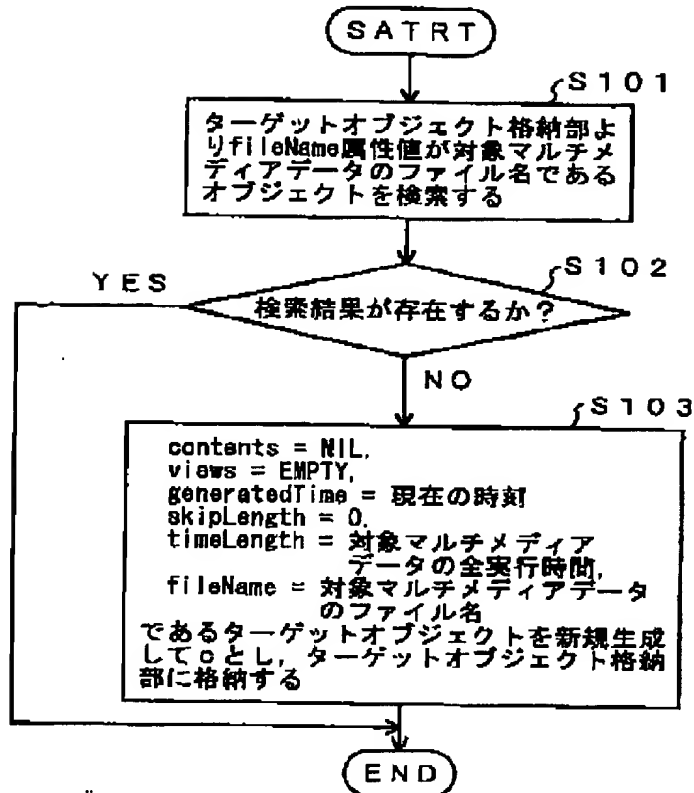 SATRT
S101
ターゲットオブジェクト格納部よ
りfileName属性値が対象マルチメ
ディアデータのファイル名である
オブジェクトを検索する
S102
YES
検索結果が存在するか?
NO
S103
contents = NIL,
views = EMPTY,
generatedTime = 現在の時刻
skipLength = 0,
timeLength = 対象マルチメディア
データの全実行時間,
fileName = 対象マルチメディアデータ
のファイル名
であるターゲットオブジェクトを新規生成
してcとし,ターゲットオブジェクト格納
部に格納する
END